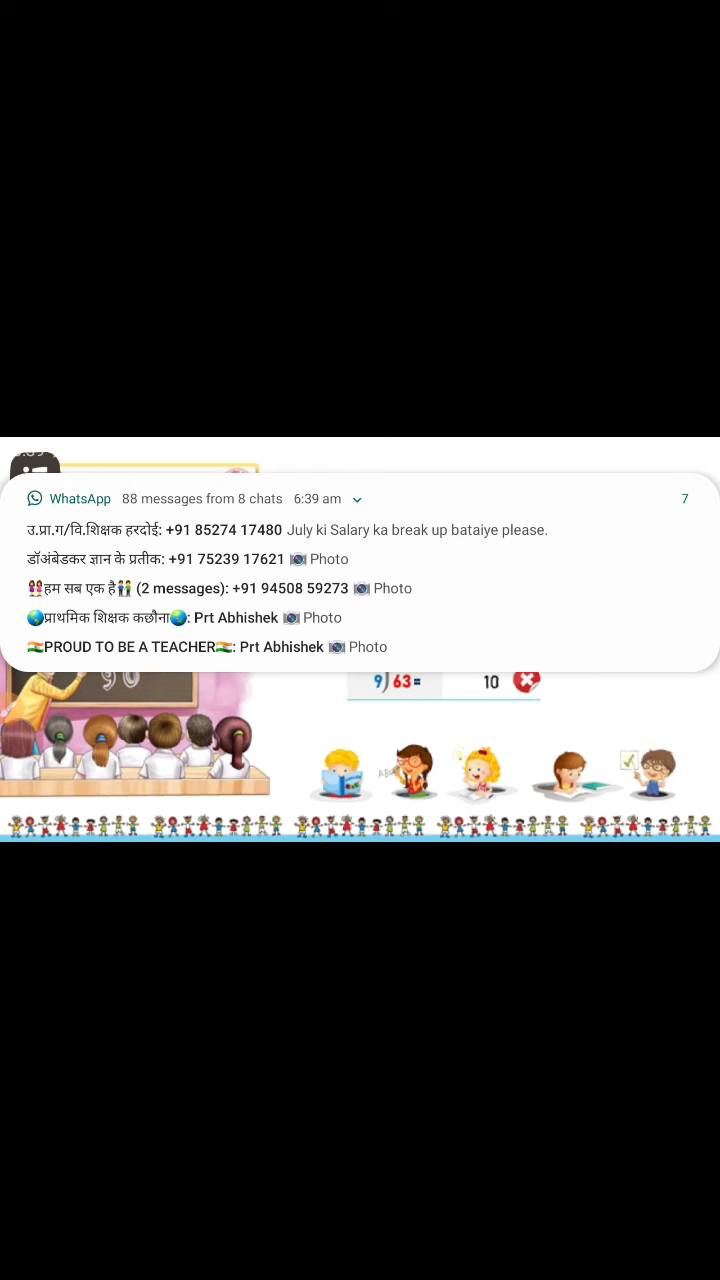 WhatsApp 88 messages from 8 chats 6:39 am 7
उ.प्रा.ग/वि.शिक्षक हरदोई: +91 85274 17480 July ki Salary ka break up bataiye please.
डॉअंबेडकर ज्ञान के प्रतीक: +91 75239 17621 📷 Photo
👭हम सब एक है👬 (2 messages): +91 94508 59273 📷 Photo
🌏प्राथमिक शिक्षक कछौना🌏: Prt Abhishek 📷 Photo
🇮🇳PROUD TO BE A TEACHER🇮🇳: Prt Abhishek 📷 Photo
90
9) 63= 10